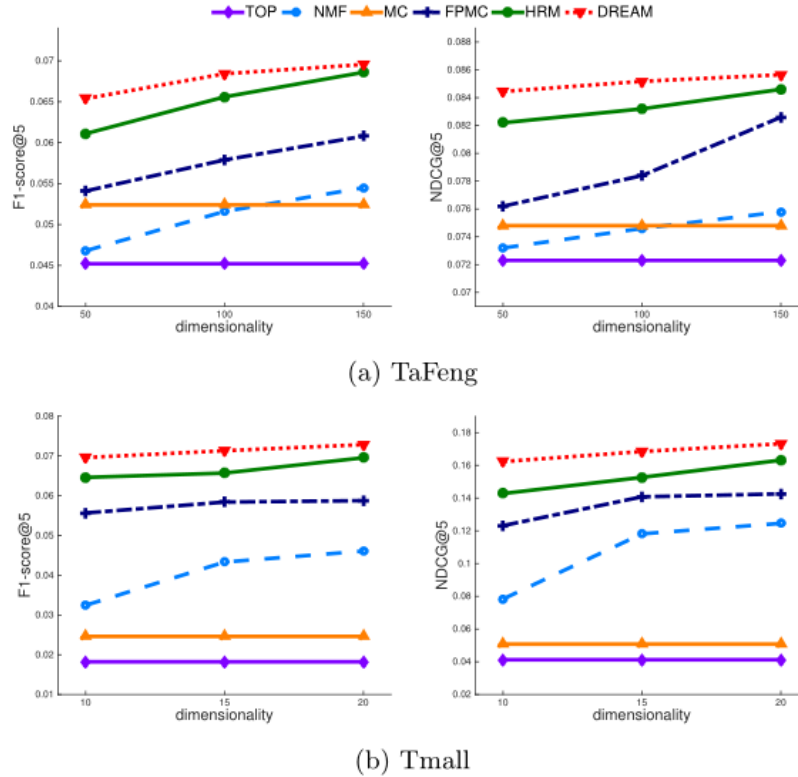 TOP NMF MC FPMC HRM DREAM
F1-score@5
0.07
0.065
0.06
0.055
0.05
0.045
0.04
50 100 150
dimensionality
NDCG@5
0.088
0.086
0.084
0.082
0.08
0.078
0.076
0.074
0.072
0.07
50 100 150
dimensionality
(a) TaFeng
F1-score@5
0.08
0.07
0.06
0.05
0.04
0.03
0.02
0.01
10 15 20
dimensionality
NDCG@5
0.18
0.16
0.14
0.12
0.1
0.08
0.06
0.04
0.02
10 15 20
dimensionality
(b) Tmall